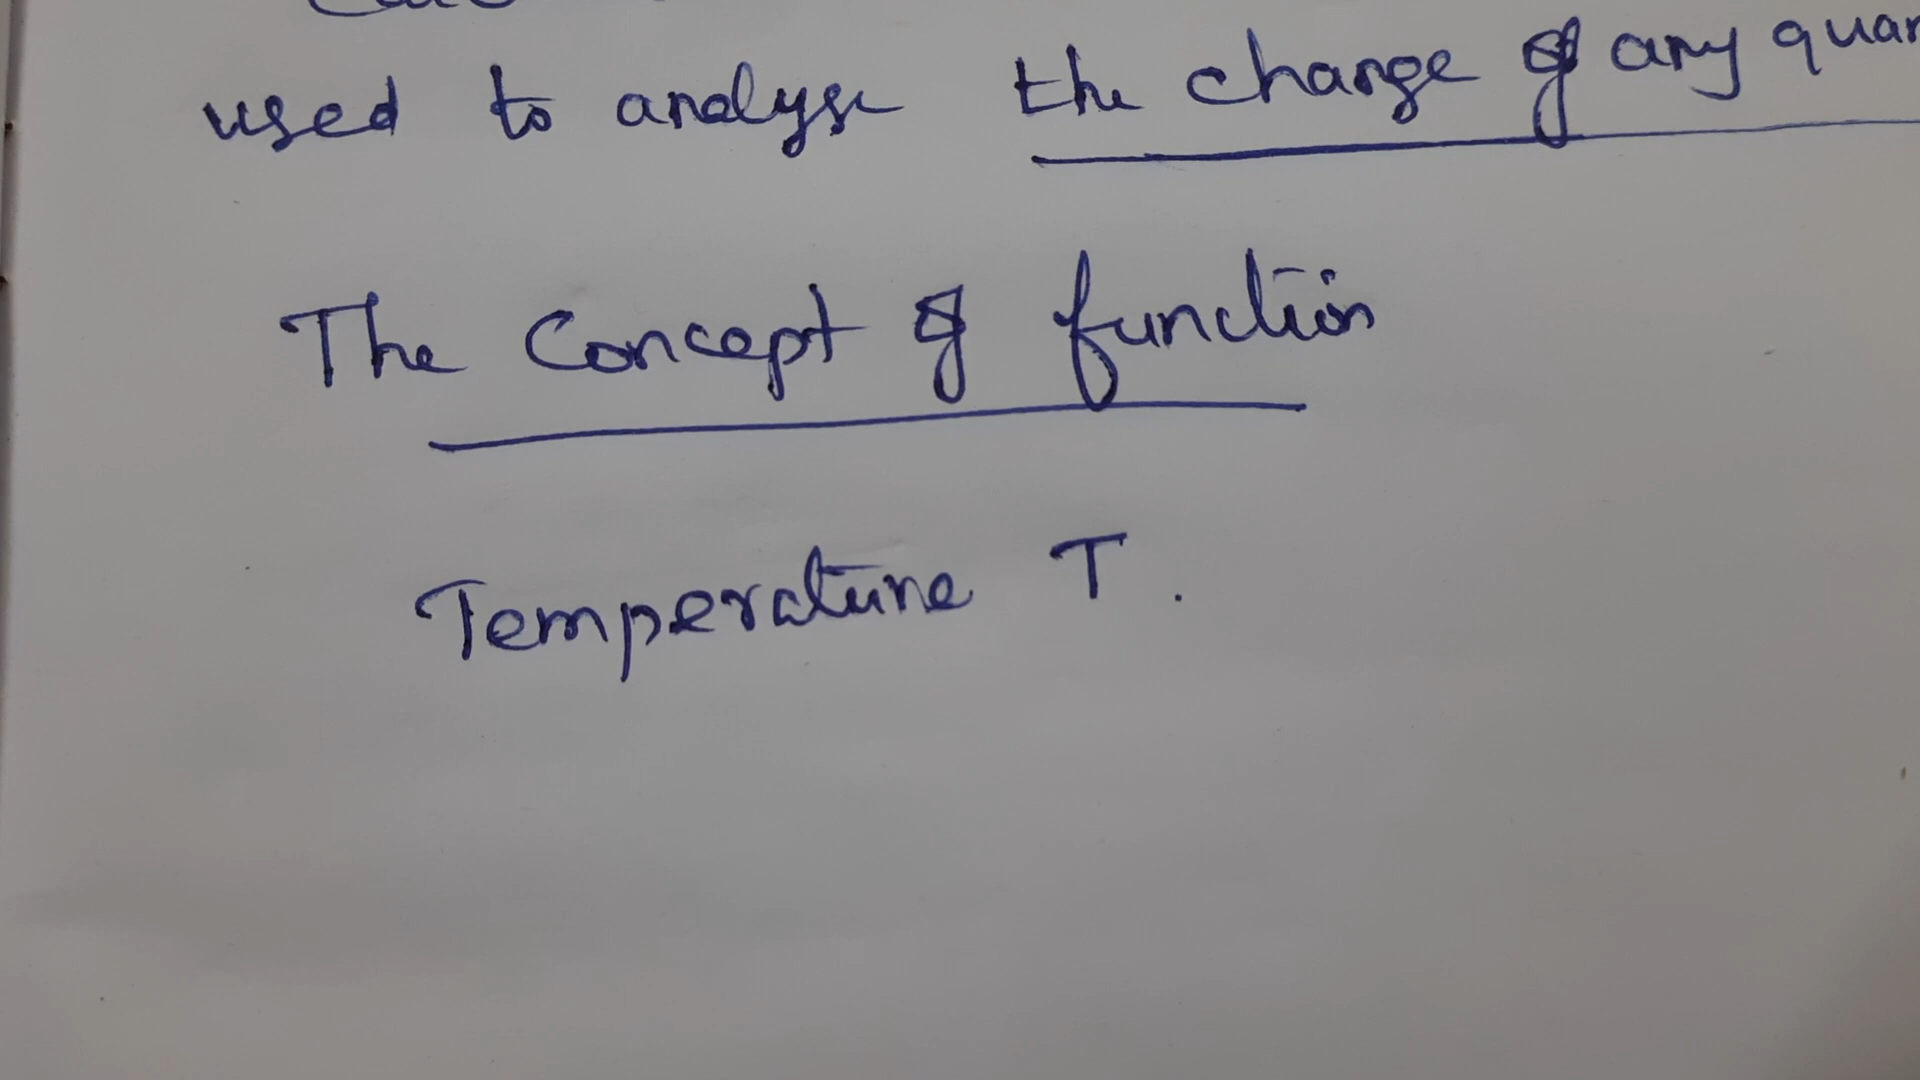 used to analyse the change of any
The Concept of function
Temperature T.